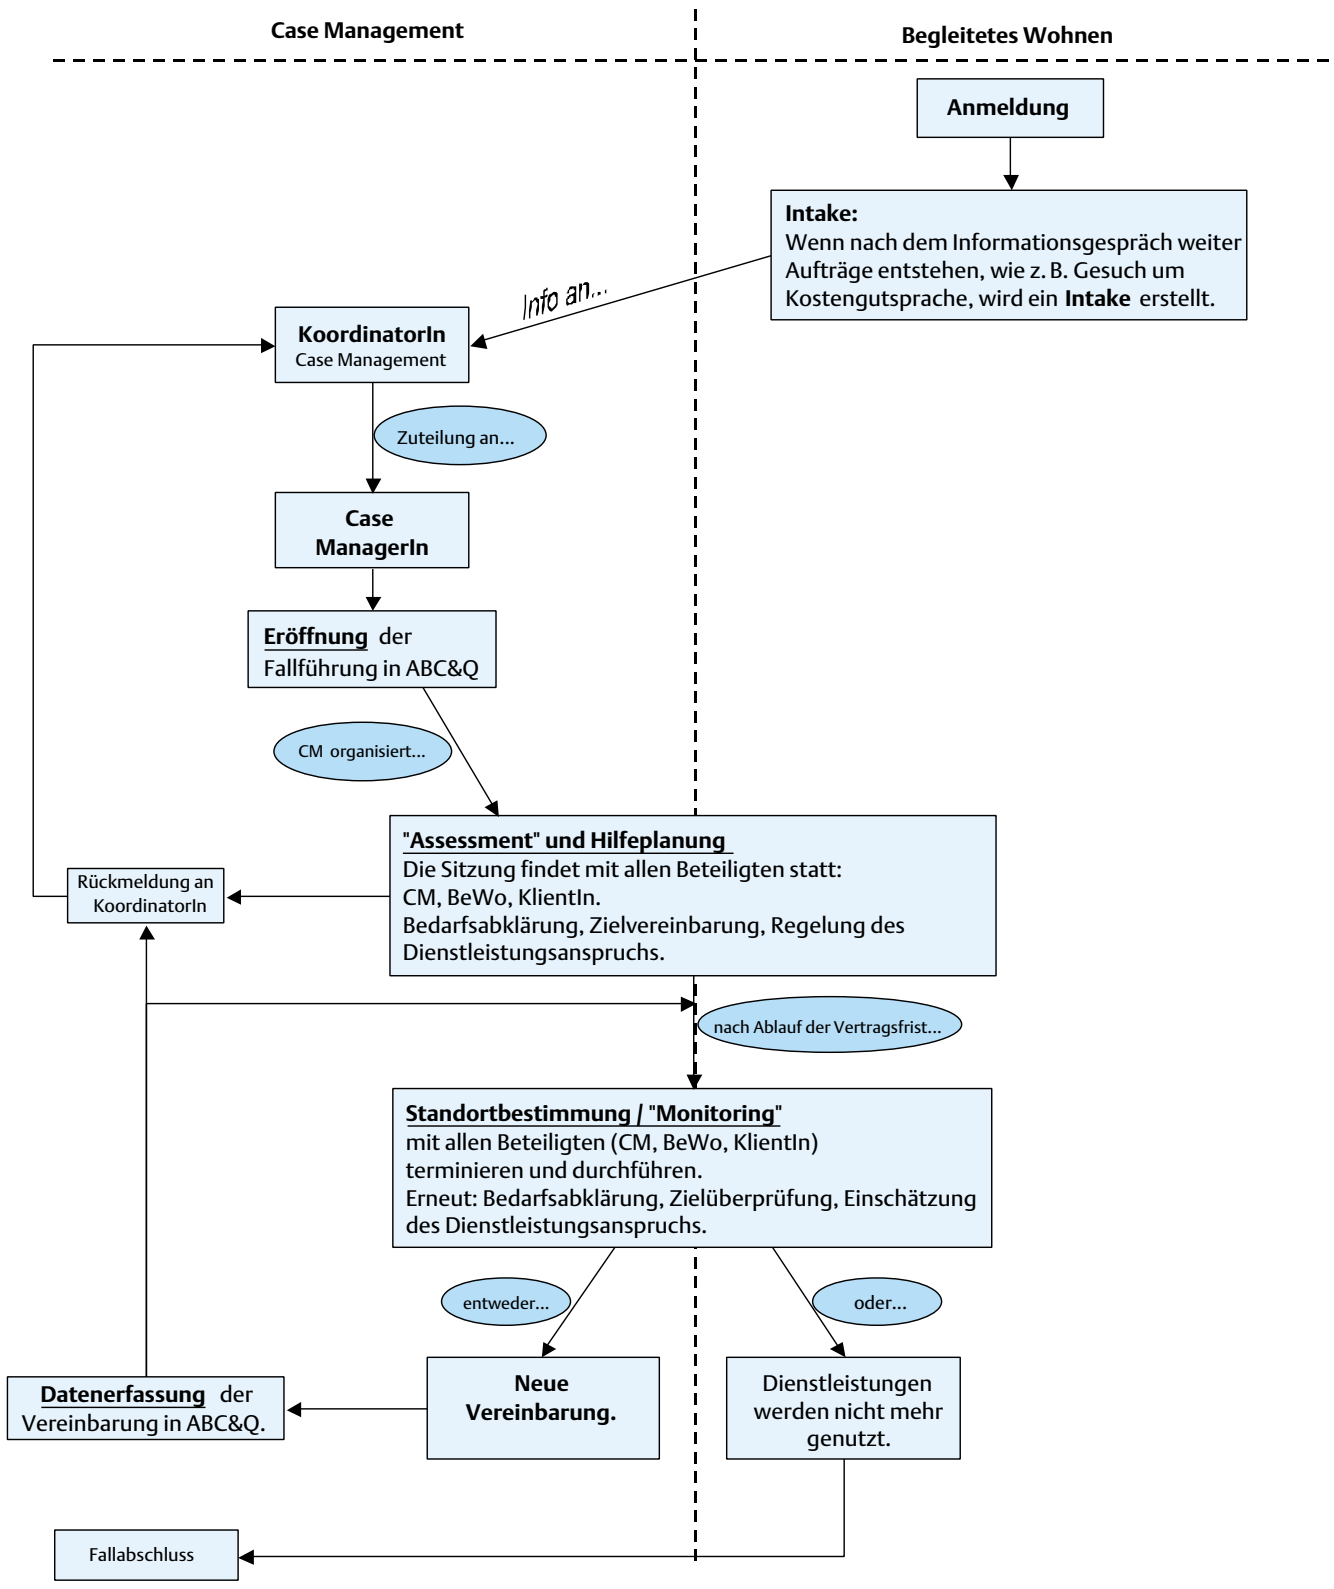 Case Management
Begleitetes Wohnen
Anmeldung
Intake:
Wenn nach dem Informationsgespräch weiter
Aufträge entstehen, wie z. B. Gesuch um
Kostengutsprache, wird ein Intake erstellt.
Info an...
KoordinatorIn
Case Management
Zuteilung an...
Case
ManagerIn
Eröffnung der
Fallführung in ABC&Q
CM organisiert...
"Assessment" und Hilfeplanung
Die Sitzung findet mit allen Beteiligten statt:
CM, BeWo, KlientIn.
Bedarfsabklärung, Zielvereinbarung, Regelung des
Dienstleistungsanspruchs.
Rückmeldung an
KoordinatorIn
nach Ablauf der Vertragsfrist...
Standortbestimmung / "Monitoring"
mit allen Beteiligten (CM, BeWo, KlientIn)
terminieren und durchführen.
Erneut: Bedarfsabklärung, Zielüberprüfung, Einschätzung
des Dienstleistungsanspruchs.
entweder...
oder...
Neue
Vereinbarung.
Dienstleistungen
werden nicht mehr
genutzt.
Datenerfassung der
Vereinbarung in ABC&Q.
Fallabschluss